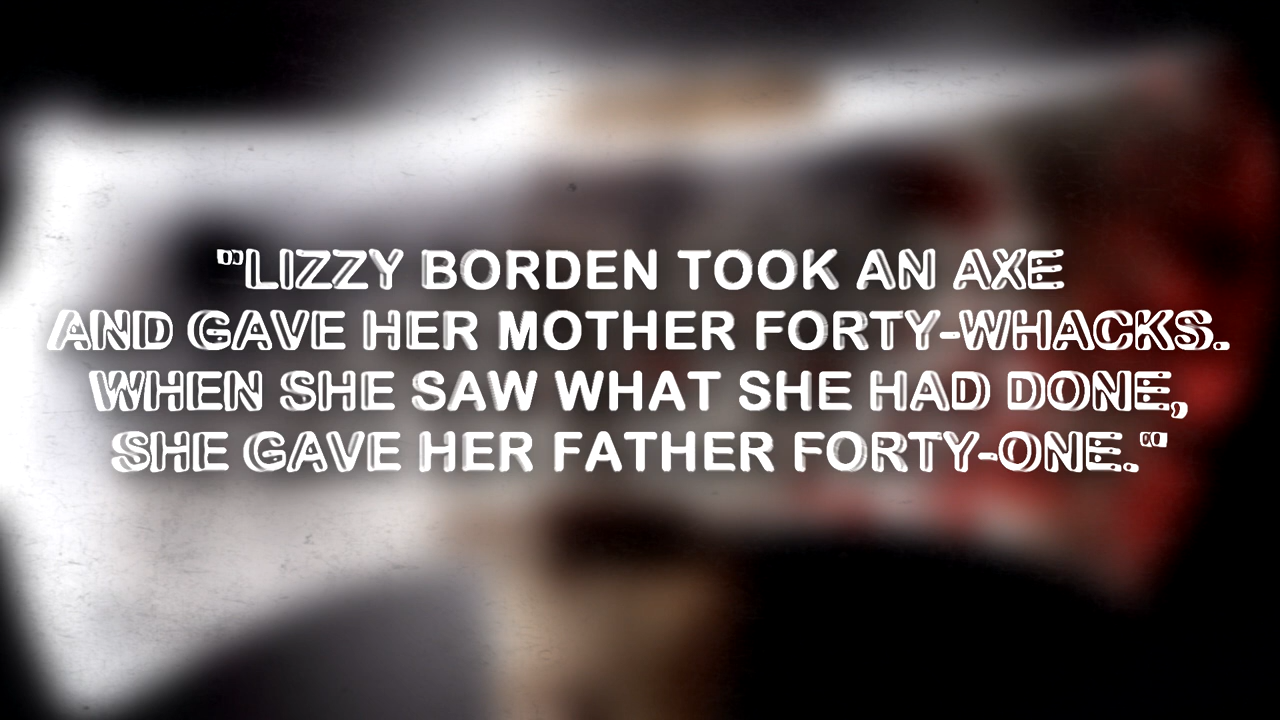 "LIZZY BORDEN TOOK AN AXE
AND GAVE HER MOTHER FORTY-WHACKS.
WHEN SHE SAW WHAT SHE HAD DONE,
SHE GAVE HER FATHER FORTY-ONE."